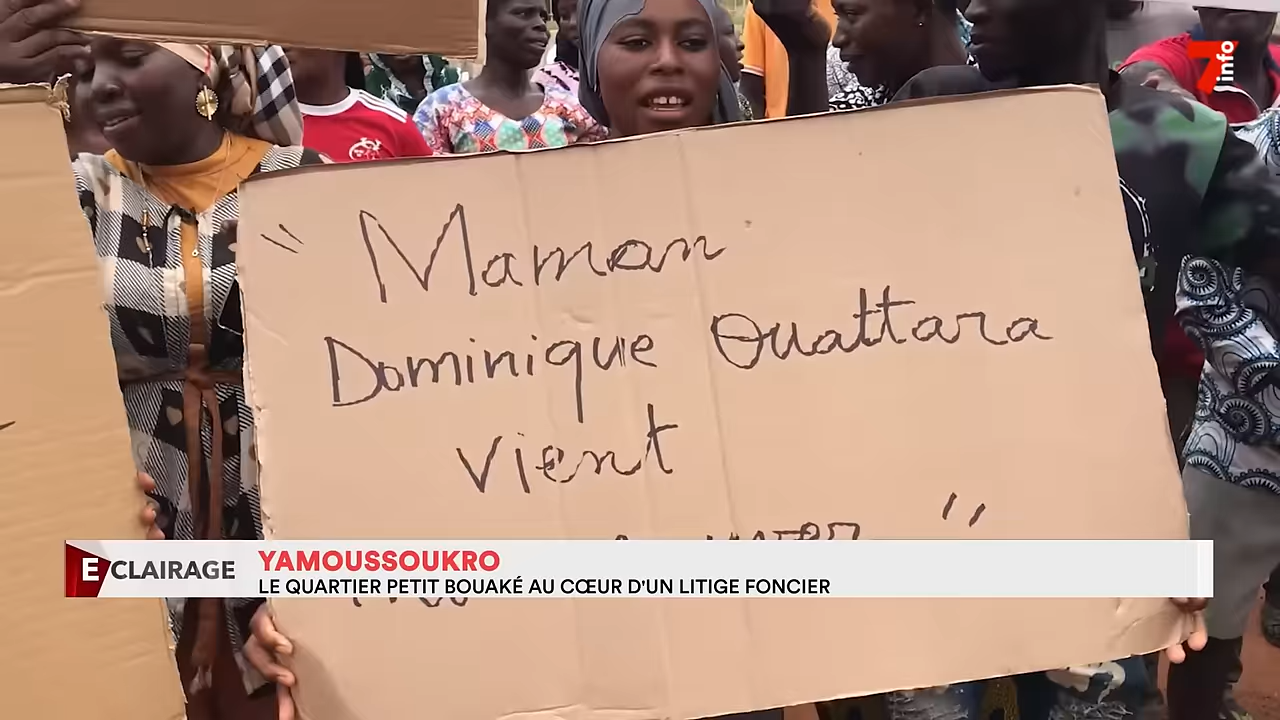 7info
" Maman
Dominique Ouattara
vient
"
ECLAIRAGE
YAMOUSSOUKRO
LE QUARTIER PETIT BOUAKÉ AU CŒUR D'UN LITIGE FONCIER